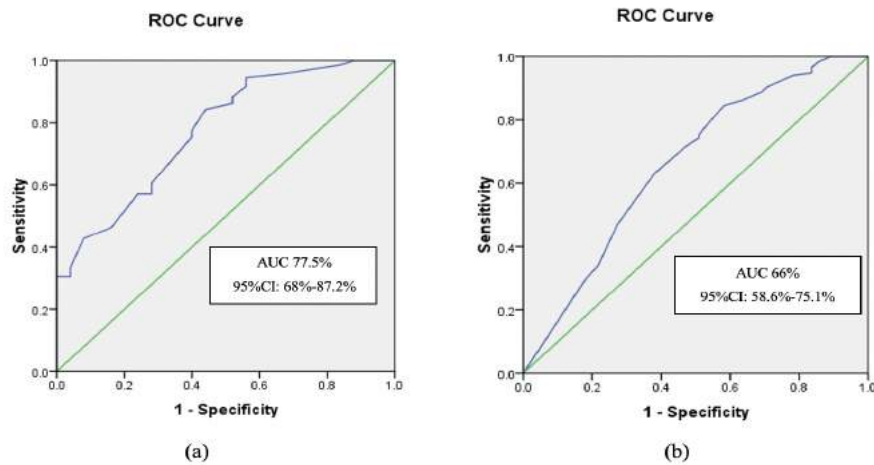 ROC Curve
1.0
0.8
0.6
0.4
0.2
0.0
Sensitivity
AUC 77.5%
95%CI: 68%-87.2%
0.0 0.2 0.4 0.6 0.8 1.0
1 - Specificity
(a)
ROC Curve
1.0
0.8
0.6
0.4
0.2
0.0
Sensitivity
AUC 66%
95%CI: 58.6%-75.1%
0.0 0.2 0.4 0.6 0.8 1.0
1 - Specificity
(b)